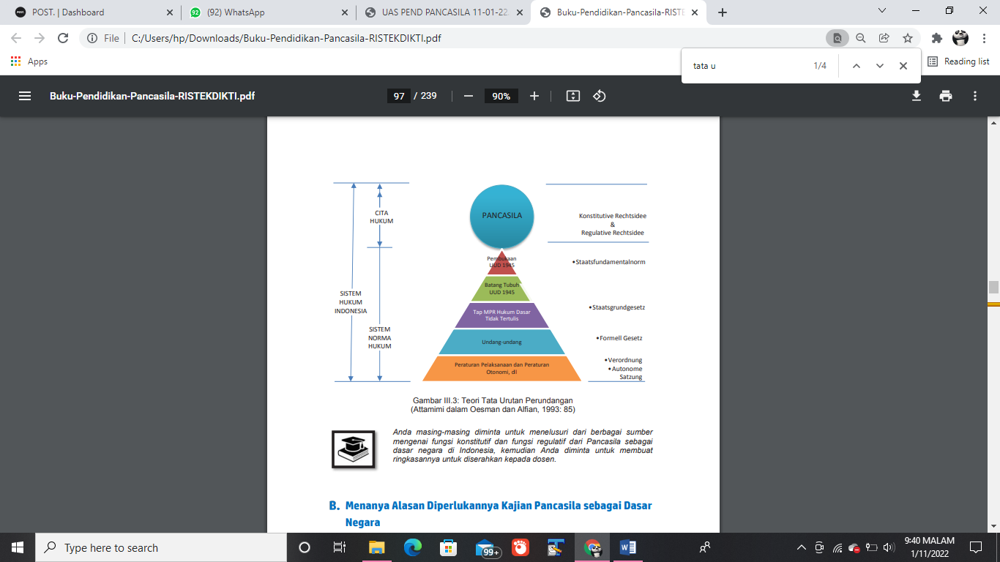 POST. | Dashboard
(92) WhatsApp
UAS PEND PANCASILA 11-01-22.
Buku-Pendidikan-Pancasila-RISTE
File
C:/Users/hp/Downloads/Buku-Pendidikan-Pancasila-RISTEKDIKTI.pdf
Apps
tata u
1/4
Reading list
Buku-Pendidikan-Pancasila-RISTEKDIKTI.pdf
97 / 239
90%
CITA
HUKUM
SISTEM
HUKUM
INDONESIA
SISTEM
NORMA
HUKUM
PANCASILA
Pembukaan
UUD 1945
Batang Tubuh
UUD 1945
Tap MPR Hukum Dasar
Tidak Tertulis
Undang-undang
Peraturan Pelaksanaan dan Peraturan
Otonomi, dll
Konstitutive Rechtsidee
&
Regulative Rechtsidee
•Staatsfundamentalnorm
•Staatsgrundgesetz
•Formell Gesetz
•Verordnung
•Autonome
Satzung
Gambar III.3: Teori Tata Urutan Perundangan
(Attamimi dalam Oesman dan Alfian, 1993: 85)
Anda masing-masing diminta untuk menelusuri dari berbagai sumber
mengenai fungsi konstitutif dan fungsi regulatif dari Pancasila sebagai
dasar negara di Indonesia, kemudian Anda diminta untuk membuat
ringkasannya untuk diserahkan kepada dosen.
B. Menanya Alasan Diperlukannya Kajian Pancasila sebagai Dasar
Negara
Type here to search
99+
9:40 MALAM
1/11/2022